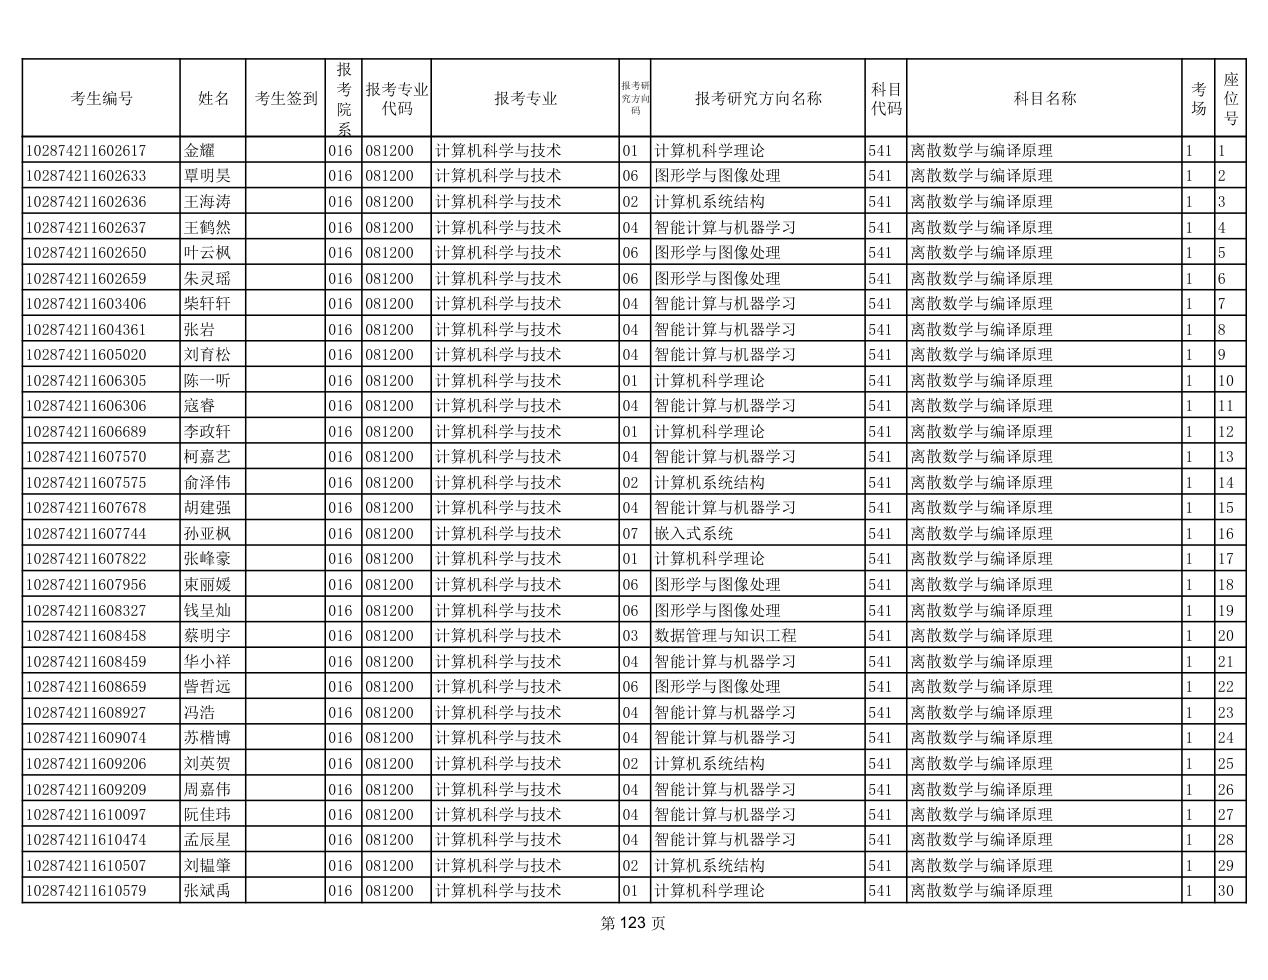 考生编号 姓名 考生签到 报考院系 报考专业代码 报考专业 报考研究方向码 报考研究方向名称 科目代码 科目名称 考场 座位号
102874211602617 金耀 016 081200 计算机科学与技术 01 计算机科学理论 541 离散数学与编译原理 1 1
102874211602633 覃明昊 016 081200 计算机科学与技术 06 图形学与图像处理 541 离散数学与编译原理 1 2
102874211602636 王海涛 016 081200 计算机科学与技术 02 计算机系统结构 541 离散数学与编译原理 1 3
102874211602637 王鹤然 016 081200 计算机科学与技术 04 智能计算与机器学习 541 离散数学与编译原理 1 4
102874211602650 叶云枫 016 081200 计算机科学与技术 06 图形学与图像处理 541 离散数学与编译原理 1 5
102874211602659 朱灵瑶 016 081200 计算机科学与技术 06 图形学与图像处理 541 离散数学与编译原理 1 6
102874211603406 柴轩轩 016 081200 计算机科学与技术 04 智能计算与机器学习 541 离散数学与编译原理 1 7
102874211604361 张岩 016 081200 计算机科学与技术 04 智能计算与机器学习 541 离散数学与编译原理 1 8
102874211605020 刘育松 016 081200 计算机科学与技术 04 智能计算与机器学习 541 离散数学与编译原理 1 9
102874211606305 陈一听 016 081200 计算机科学与技术 01 计算机科学理论 541 离散数学与编译原理 1 10
102874211606306 寇睿 016 081200 计算机科学与技术 04 智能计算与机器学习 541 离散数学与编译原理 1 11
102874211606689 李政轩 016 081200 计算机科学与技术 01 计算机科学理论 541 离散数学与编译原理 1 12
102874211607570 柯嘉艺 016 081200 计算机科学与技术 04 智能计算与机器学习 541 离散数学与编译原理 1 13
102874211607575 俞泽伟 016 081200 计算机科学与技术 02 计算机系统结构 541 离散数学与编译原理 1 14
102874211607678 胡建强 016 081200 计算机科学与技术 04 智能计算与机器学习 541 离散数学与编译原理 1 15
102874211607744 孙亚枫 016 081200 计算机科学与技术 07 嵌入式系统 541 离散数学与编译原理 1 16
102874211607822 张峰豪 016 081200 计算机科学与技术 01 计算机科学理论 541 离散数学与编译原理 1 17
102874211607956 束丽媛 016 081200 计算机科学与技术 06 图形学与图像处理 541 离散数学与编译原理 1 18
102874211608327 钱呈灿 016 081200 计算机科学与技术 06 图形学与图像处理 541 离散数学与编译原理 1 19
102874211608458 蔡明宇 016 081200 计算机科学与技术 03 数据管理与知识工程 541 离散数学与编译原理 1 20
102874211608459 华小祥 016 081200 计算机科学与技术 04 智能计算与机器学习 541 离散数学与编译原理 1 21
102874211608659 訾哲远 016 081200 计算机科学与技术 06 图形学与图像处理 541 离散数学与编译原理 1 22
102874211608927 冯浩 016 081200 计算机科学与技术 04 智能计算与机器学习 541 离散数学与编译原理 1 23
102874211609074 苏楷博 016 081200 计算机科学与技术 04 智能计算与机器学习 541 离散数学与编译原理 1 24
102874211609206 刘英贺 016 081200 计算机科学与技术 02 计算机系统结构 541 离散数学与编译原理 1 25
102874211609209 周嘉伟 016 081200 计算机科学与技术 04 智能计算与机器学习 541 离散数学与编译原理 1 26
102874211610097 阮佳玮 016 081200 计算机科学与技术 04 智能计算与机器学习 541 离散数学与编译原理 1 27
102874211610474 孟辰星 016 081200 计算机科学与技术 04 智能计算与机器学习 541 离散数学与编译原理 1 28
102874211610507 刘韫肇 016 081200 计算机科学与技术 02 计算机系统结构 541 离散数学与编译原理 1 29
102874211610579 张斌禹 016 081200 计算机科学与技术 01 计算机科学理论 541 离散数学与编译原理 1 30
第 123 页